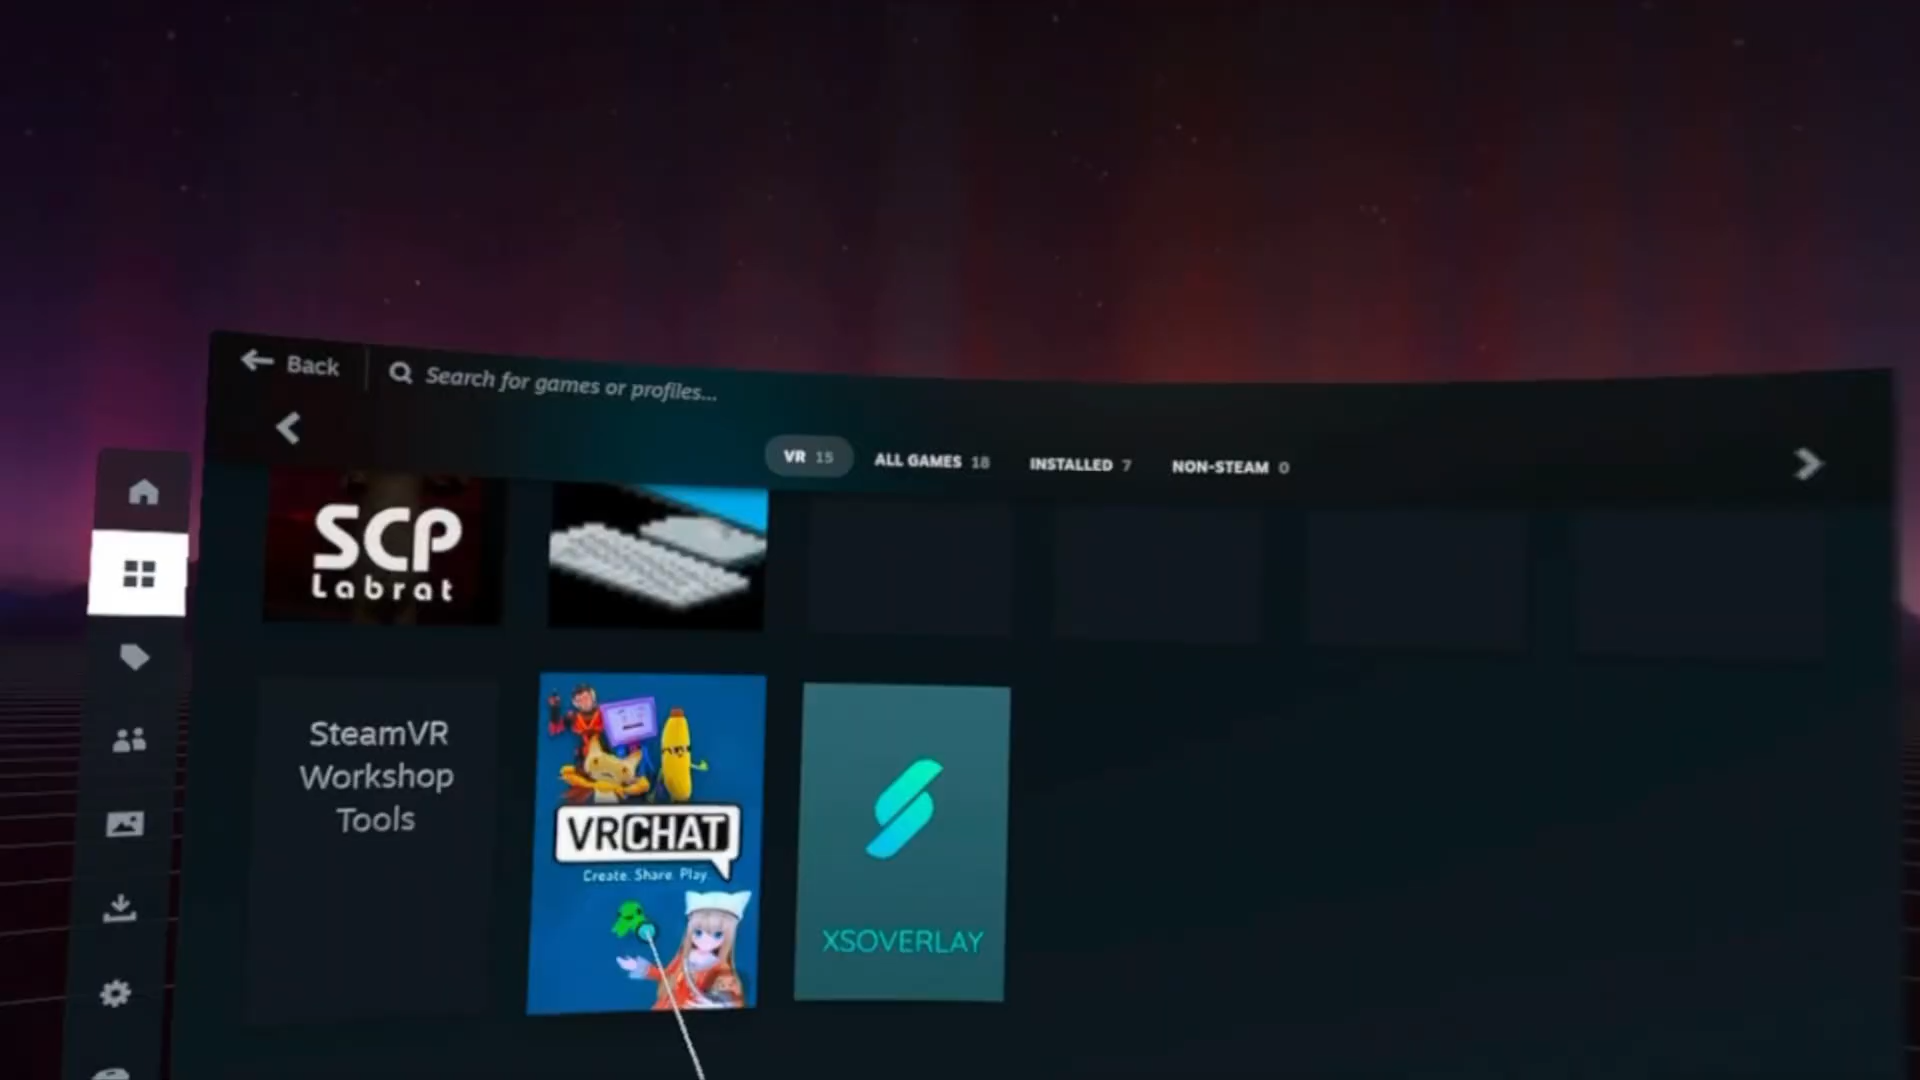 Back
Search for games or profiles...
VR 15
ALL GAMES 18
INSTALLED 7
NON-STEAM 0
SCP
Labrat
SteamVR
Workshop
Tools
VRCHAT
Create. Share. Play.
XSOVERLAY